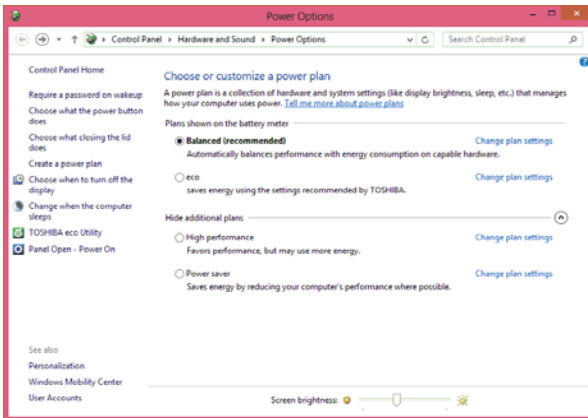 Power Options
Control Panel › Hardware and Sound › Power Options
Search Control Panel
Control Panel Home
Require a password on wakeup
Choose what the power button
does
Choose what closing the lid
does
Create a power plan
Choose when to turn off the
display
Change when the computer
sleeps
TOSHIBA eco Utility
Panel Open - Power On
See also
Personalization
Windows Mobility Center
User Accounts
Choose or customize a power plan
A power plan is a collection of hardware and system settings (like display brightness, sleep, etc.) that manages
how your computer uses power. Tell me more about power plans
Plans shown on the battery meter
Balanced (recommended) Change plan settings
Automatically balances performance with energy consumption on capable hardware.
eco Change plan settings
saves energy using the settings recommended by TOSHIBA.
Hide additional plans
High performance Change plan settings
Favors performance, but may use more energy.
Power saver Change plan settings
Saves energy by reducing your computer's performance where possible.
Screen brightness: